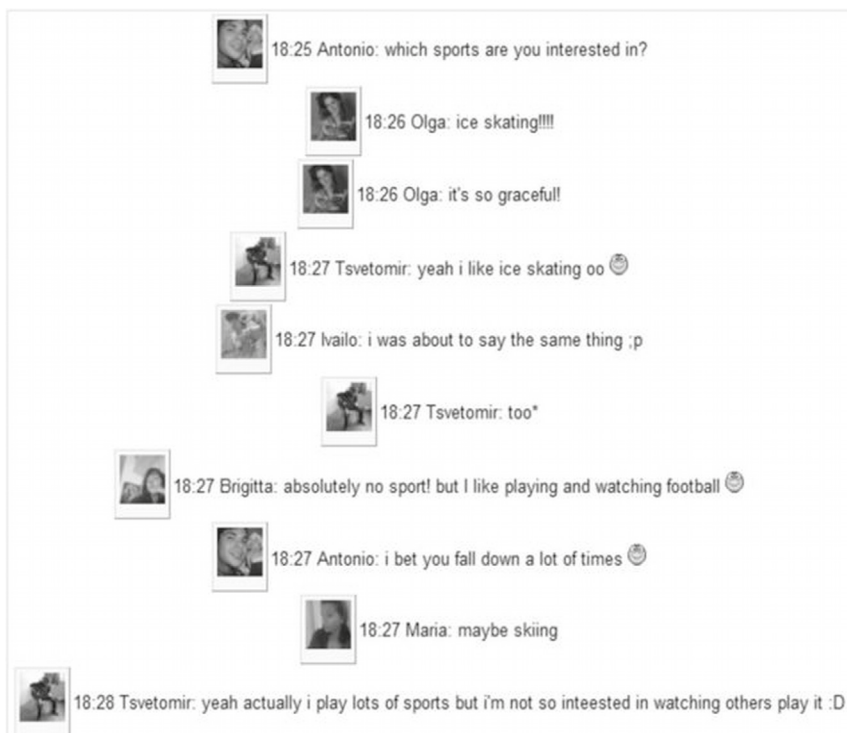 18:25 Antonio: which sports are you interested in?
18:26 Olga: ice skating!!!!
18:26 Olga: it's so graceful!
18:27 Tsvetomir: yeah i like ice skating oo
18:27 Ivailo: i was about to say the same thing ;p
18:27 Tsvetomir: too*
18:27 Brigitta: absolutely no sport! but I like playing and watching football
18:27 Antonio: i bet you fall down a lot of times
18:27 Maria: maybe skiing
18:28 Tsvetomir: yeah actually i play lots of sports but i'm not so inteested in watching others play it :D